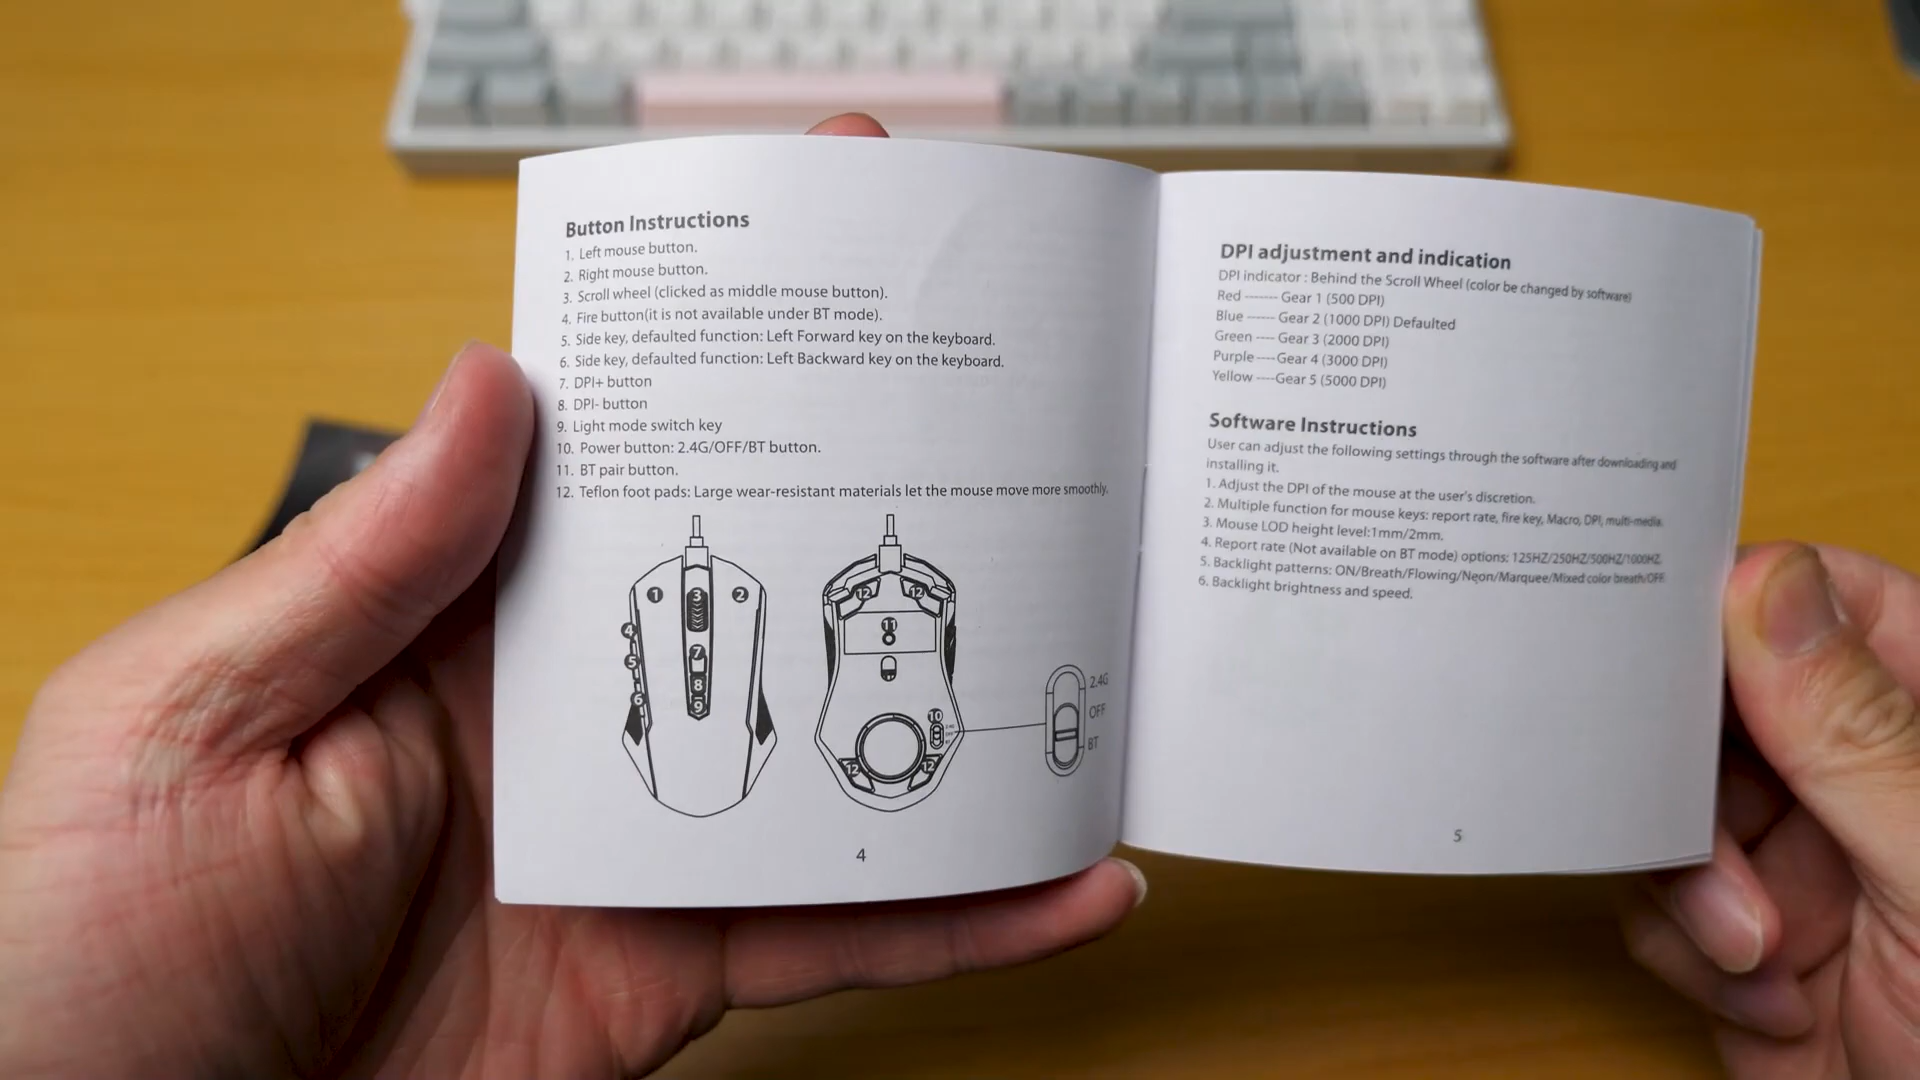 Button Instructions
1. Left mouse button.
2. Right mouse button.
3. Scroll wheel (clicked as middle mouse button).
4. Fire button(it is not available under BT mode).
5. Side key, defaulted function: Left Forward key on the keyboard.
6. Side key, defaulted function: Left Backward key on the keyboard.
7. DPI+ button
8. DPI- button
9. Light mode switch key
10. Power button: 2.4G/OFF/BT button.
11. BT pair button.
12. Teflon foot pads: Large wear-resistant materials let the mouse move more smoothly.
1 3 2
4
5
6
7
8
9
12 12
11
10
12 12
2.4G
OFF
BT
4
DPI adjustment and indication
DPI indicator : Behind the Scroll Wheel (color be changed by software)
Red ------- Gear 1 (500 DPI)
Blue ------ Gear 2 (1000 DPI) Defaulted
Green ---- Gear 3 (2000 DPI)
Purple ----Gear 4 (3000 DPI)
Yellow ----Gear 5 (5000 DPI)
Software Instructions
User can adjust the following settings through the software after downloading and
installing it.
1. Adjust the DPI of the mouse at the user's discretion.
2. Multiple function for mouse keys: report rate, fire key, Macro, DPI, multi-media.
3. Mouse LOD height level:1mm/2mm.
4. Report rate (Not available on BT mode) options: 125HZ/250HZ/500HZ/1000HZ.
5. Backlight patterns: ON/Breath/Flowing/Neon/Marquee/Mixed color breath/OFF.
6. Backlight brightness and speed.
5